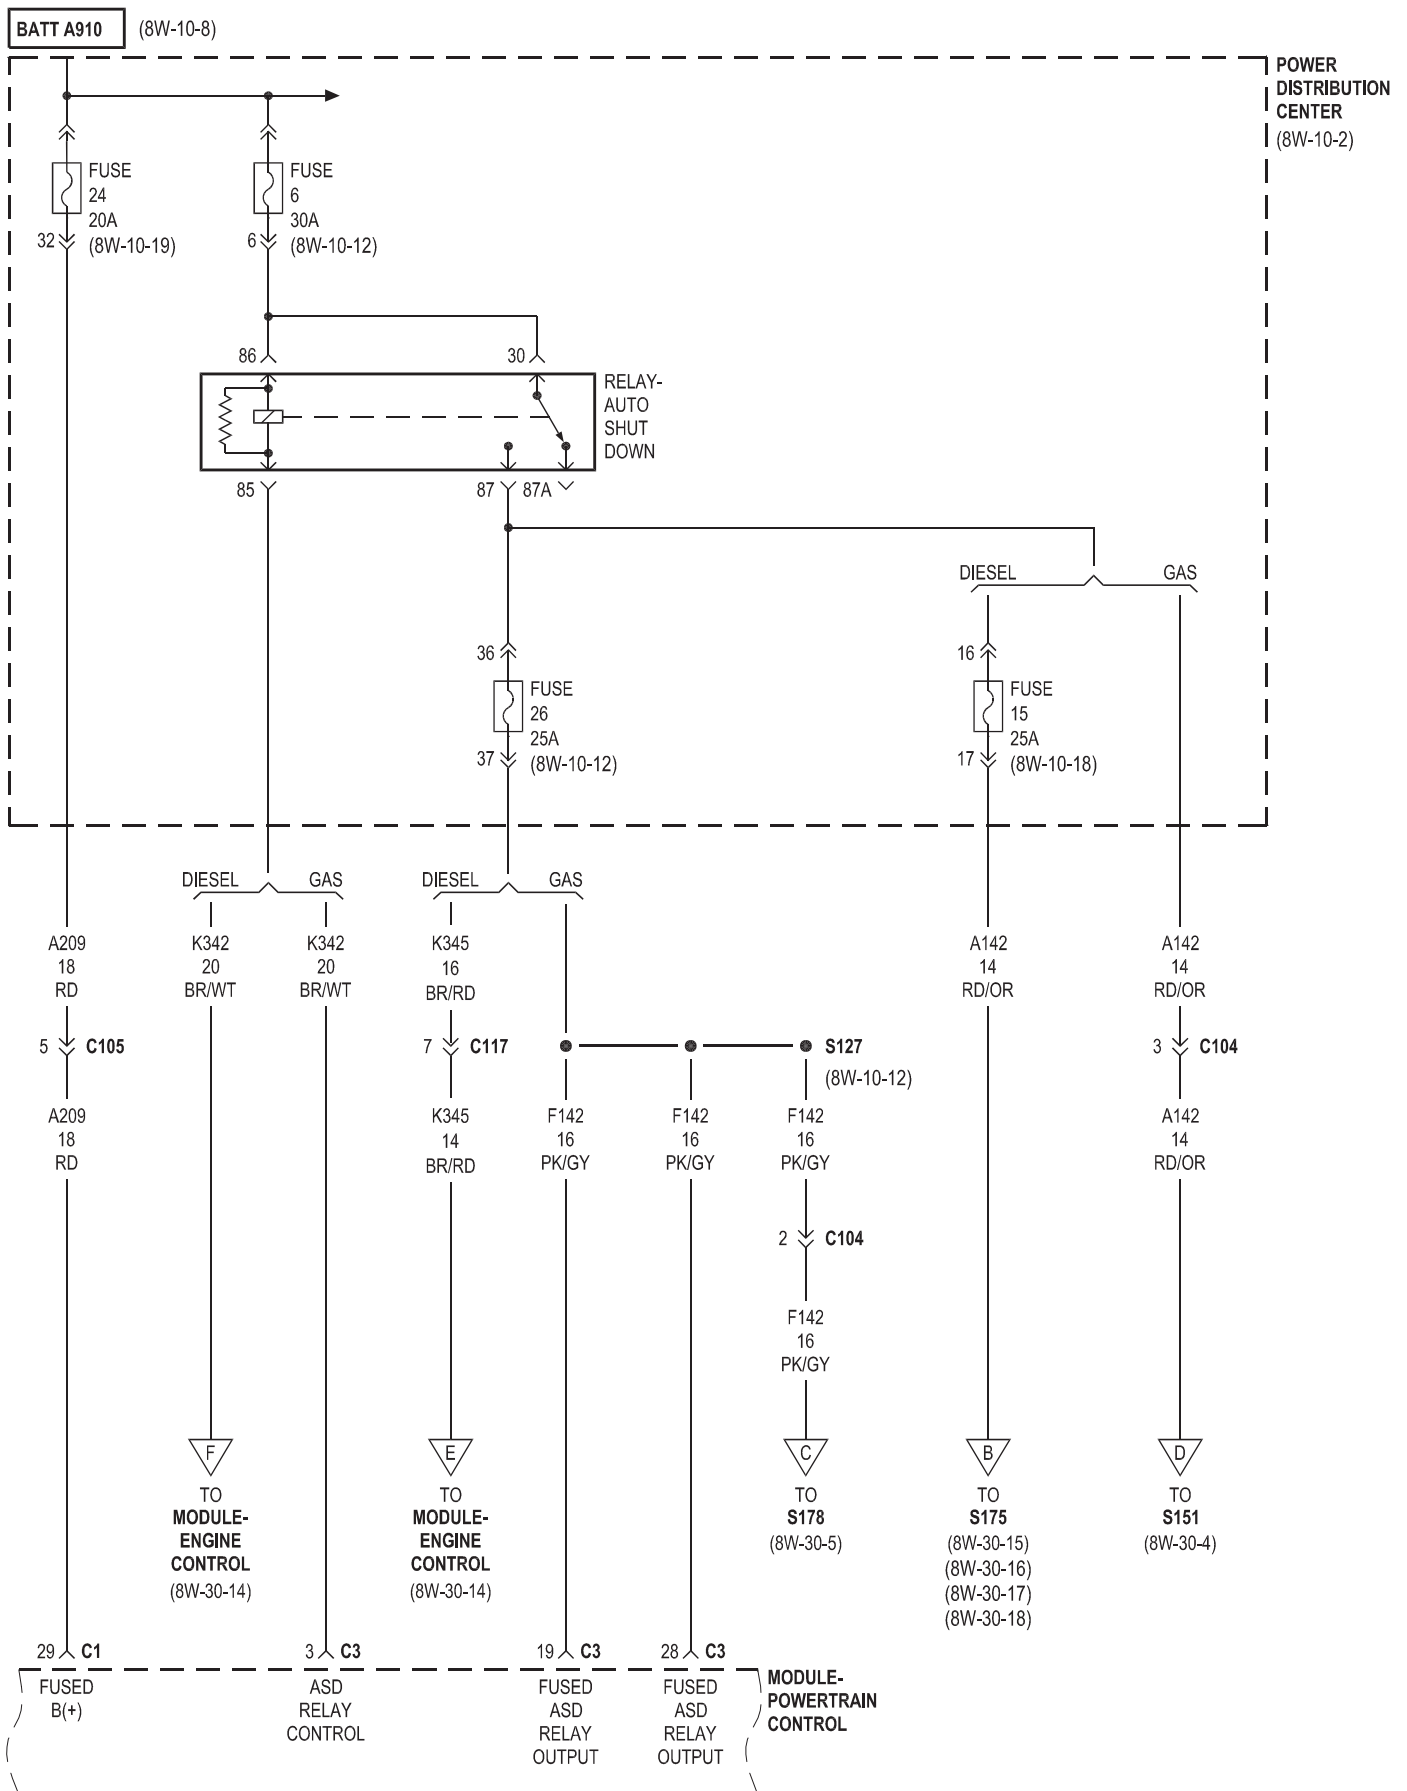 BATT A910 (8W-10-8)
POWER
DISTRIBUTION
CENTER
(8W-10-2)
FUSE
24
20A
32 (8W-10-19)
FUSE
6
30A
6 (8W-10-12)
86
30
RELAY-
AUTO
SHUT
DOWN
85
87 87A
DIESEL GAS
36
FUSE
26
25A
37 (8W-10-12)
16
FUSE
15
25A
17 (8W-10-18)
DIESEL GAS
DIESEL GAS
A209
18
RD
K342
20
BR/WT
K342
20
BR/WT
K345
16
BR/RD
A142
14
RD/OR
A142
14
RD/OR
5 C105
7 C117
S127
(8W-10-12)
3 C104
A209
18
RD
K345
14
BR/RD
F142
16
PK/GY
F142
16
PK/GY
F142
16
PK/GY
A142
14
RD/OR
2 C104
F142
16
PK/GY
F
TO
MODULE-
ENGINE
CONTROL
(8W-30-14)
E
TO
MODULE-
ENGINE
CONTROL
(8W-30-14)
C
TO
S178
(8W-30-5)
B
TO
S175
(8W-30-15)
(8W-30-16)
(8W-30-17)
(8W-30-18)
D
TO
S151
(8W-30-4)
29 C1
FUSED
B(+)
3 C3
ASD
RELAY
CONTROL
19 C3
FUSED
ASD
RELAY
OUTPUT
28 C3
FUSED
ASD
RELAY
OUTPUT
MODULE-
POWERTRAIN
CONTROL